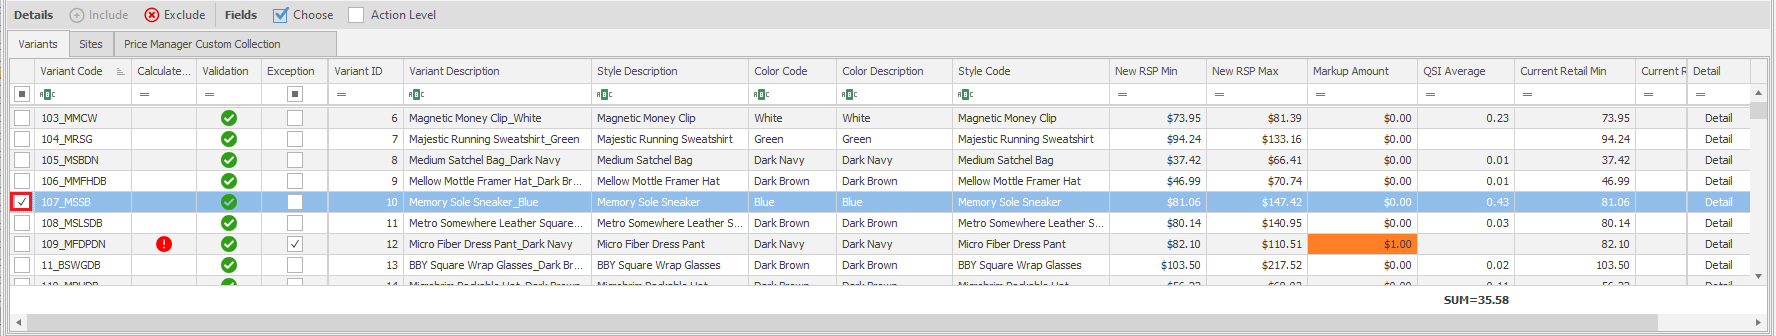 Details Include Exclude Fields Choose Action Level
Variants Sites Price Manager Custom Collection
Variant Code Calculate... Validation Exception Variant ID Variant Description Style Description Color Code Color Description Style Code New RSP Min New RSP Max Markup Amount QSI Average Current Retail Min Current R Detail
ABC = = = ABC ABC ABC ABC ABC = = = = = = =
103_MMCW 6 Magnetic Money Clip_White Magnetic Money Clip White White Magnetic Money Clip $73.95 $81.39 $0.00 0.23 73.95 Detail
104_MRSG 7 Majestic Running Sweatshirt_Green Majestic Running Sweatshirt Green Green Majestic Running Sweatshirt $94.24 $133.16 $0.00 94.24 Detail
105_MSBDN 8 Medium Satchel Bag_Dark Navy Medium Satchel Bag Dark Navy Dark Navy Medium Satchel Bag $37.42 $66.41 $0.00 0.01 37.42 Detail
106_MMFHDB 9 Mellow Mottle Framer Hat_Dark Br... Mellow Mottle Framer Hat Dark Brown Dark Brown Mellow Mottle Framer Hat $46.99 $70.74 $0.00 0.01 46.99 Detail
107_MSSB 10 Memory Sole Sneaker_Blue Memory Sole Sneaker Blue Blue Memory Sole Sneaker $81.06 $147.42 $0.00 0.43 81.06 Detail
108_MSLSDB 11 Metro Somewhere Leather Square... Metro Somewhere Leather S... Dark Brown Dark Brown Metro Somewhere Leather S... $80.14 $140.95 $0.00 0.03 80.14 Detail
109_MFDPDN 12 Micro Fiber Dress Pant_Dark Navy Micro Fiber Dress Pant Dark Navy Dark Navy Micro Fiber Dress Pant $82.10 $110.51 $1.00 82.10 Detail
11_BSWGDB 13 BBY Square Wrap Glasses_Dark Br... BBY Square Wrap Glasses Dark Brown Dark Brown BBY Square Wrap Glasses $103.50 $217.52 $0.00 0.02 103.50 Detail
SUM=35.58